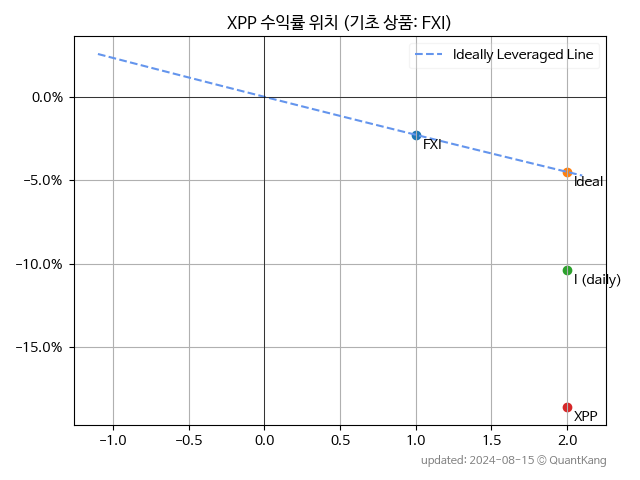 XPP 수익률 위치 (기초 상품: FXI)
Ideally Leveraged Line
0.0%
−5.0%
−10.0%
−15.0%
FXI
Ideal
I (daily)
XPP
−1.0 −0.5 0.0 0.5 1.0 1.5 2.0
updated: 2024-08-15 © QuantKang